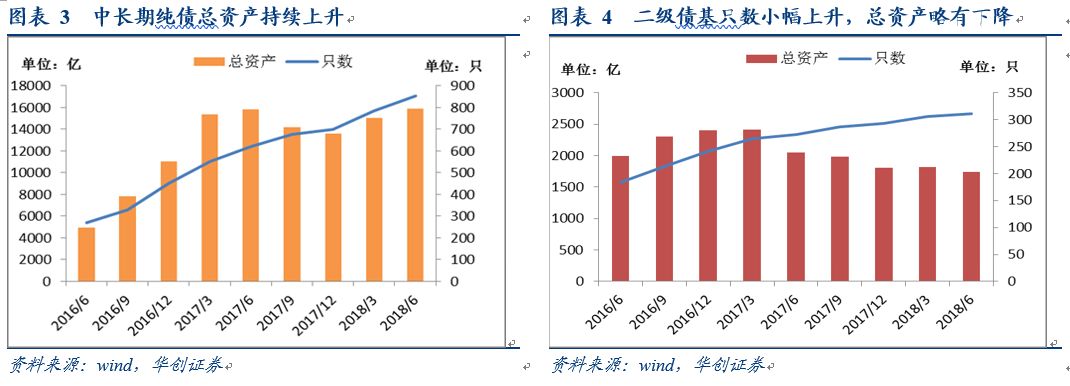 图表 3 中长期纯债总资产持续上升
单位：亿
总资产 只数
单位：只
18000
16000
14000
12000
10000
8000
6000
4000
2000
0
900
800
700
600
500
400
300
200
100
0
2016/6 2016/9 2016/12 2017/3 2017/6 2017/9 2017/12 2018/3 2018/6
资料来源：wind，华创证券
图表 4 二级债基只数小幅上升，总资产略有下降
单位：亿
总资产 只数
单位：只
3000
2500
2000
1500
1000
500
0
350
300
250
200
150
100
50
0
2016/6 2016/9 2016/12 2017/3 2017/6 2017/9 2017/12 2018/3 2018/6
资料来源：wind，华创证券